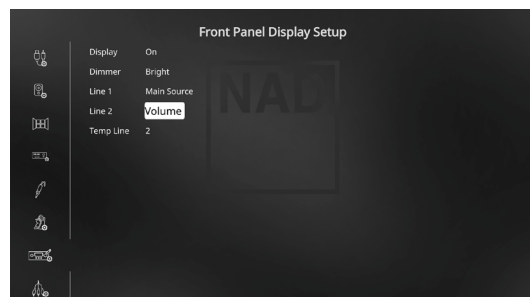 Front Panel Display Setup
Display On
Dimmer Bright
Line 1 Main Source
Line 2 Volume
Temp Line 2
NAD